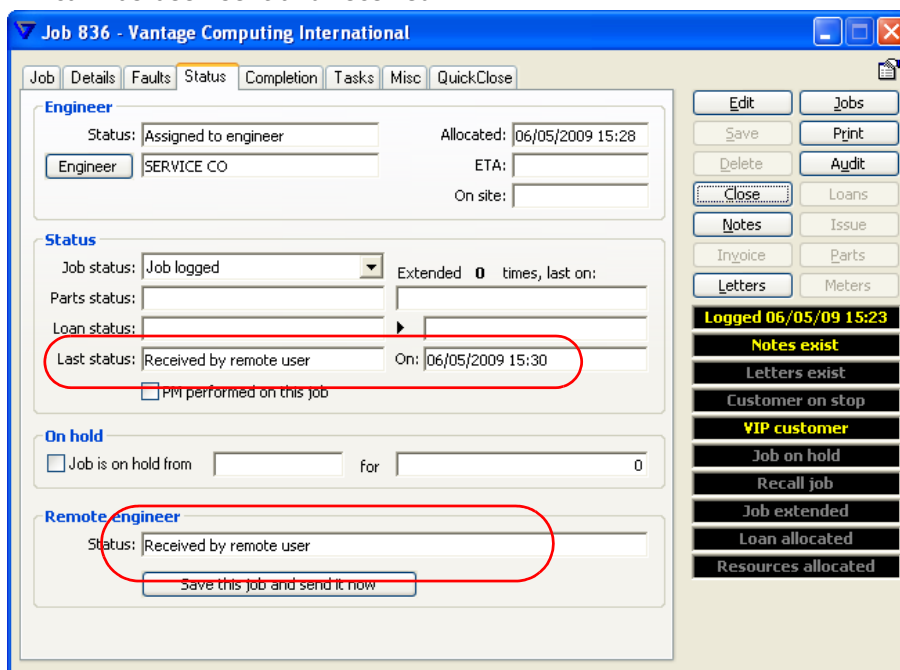 Job 836 - Vantage Computing International
Job Details Faults Status Completion Tasks Misc QuickClose
Engineer
Status: Assigned to engineer Allocated: 06/05/2009 15:28
Engineer SERVICE CO ETA:
On site:
Status
Job status: Job logged Extended 0 times, last on:
Parts status:
Loan status:
Last status: Received by remote user On: 06/05/2009 15:30
PM performed on this job
On hold
Job is on hold from for 0
Remote engineer
Status: Received by remote user
Save this job and send it now
Edit Jobs
Save Print
Delete Audit
Close Loans
Notes Issue
Invoice Parts
Letters Meters
Logged 06/05/09 15:23
Notes exist
Letters exist
Customer on stop
VIP customer
Job on hold
Recall job
Job extended
Loan allocated
Resources allocated